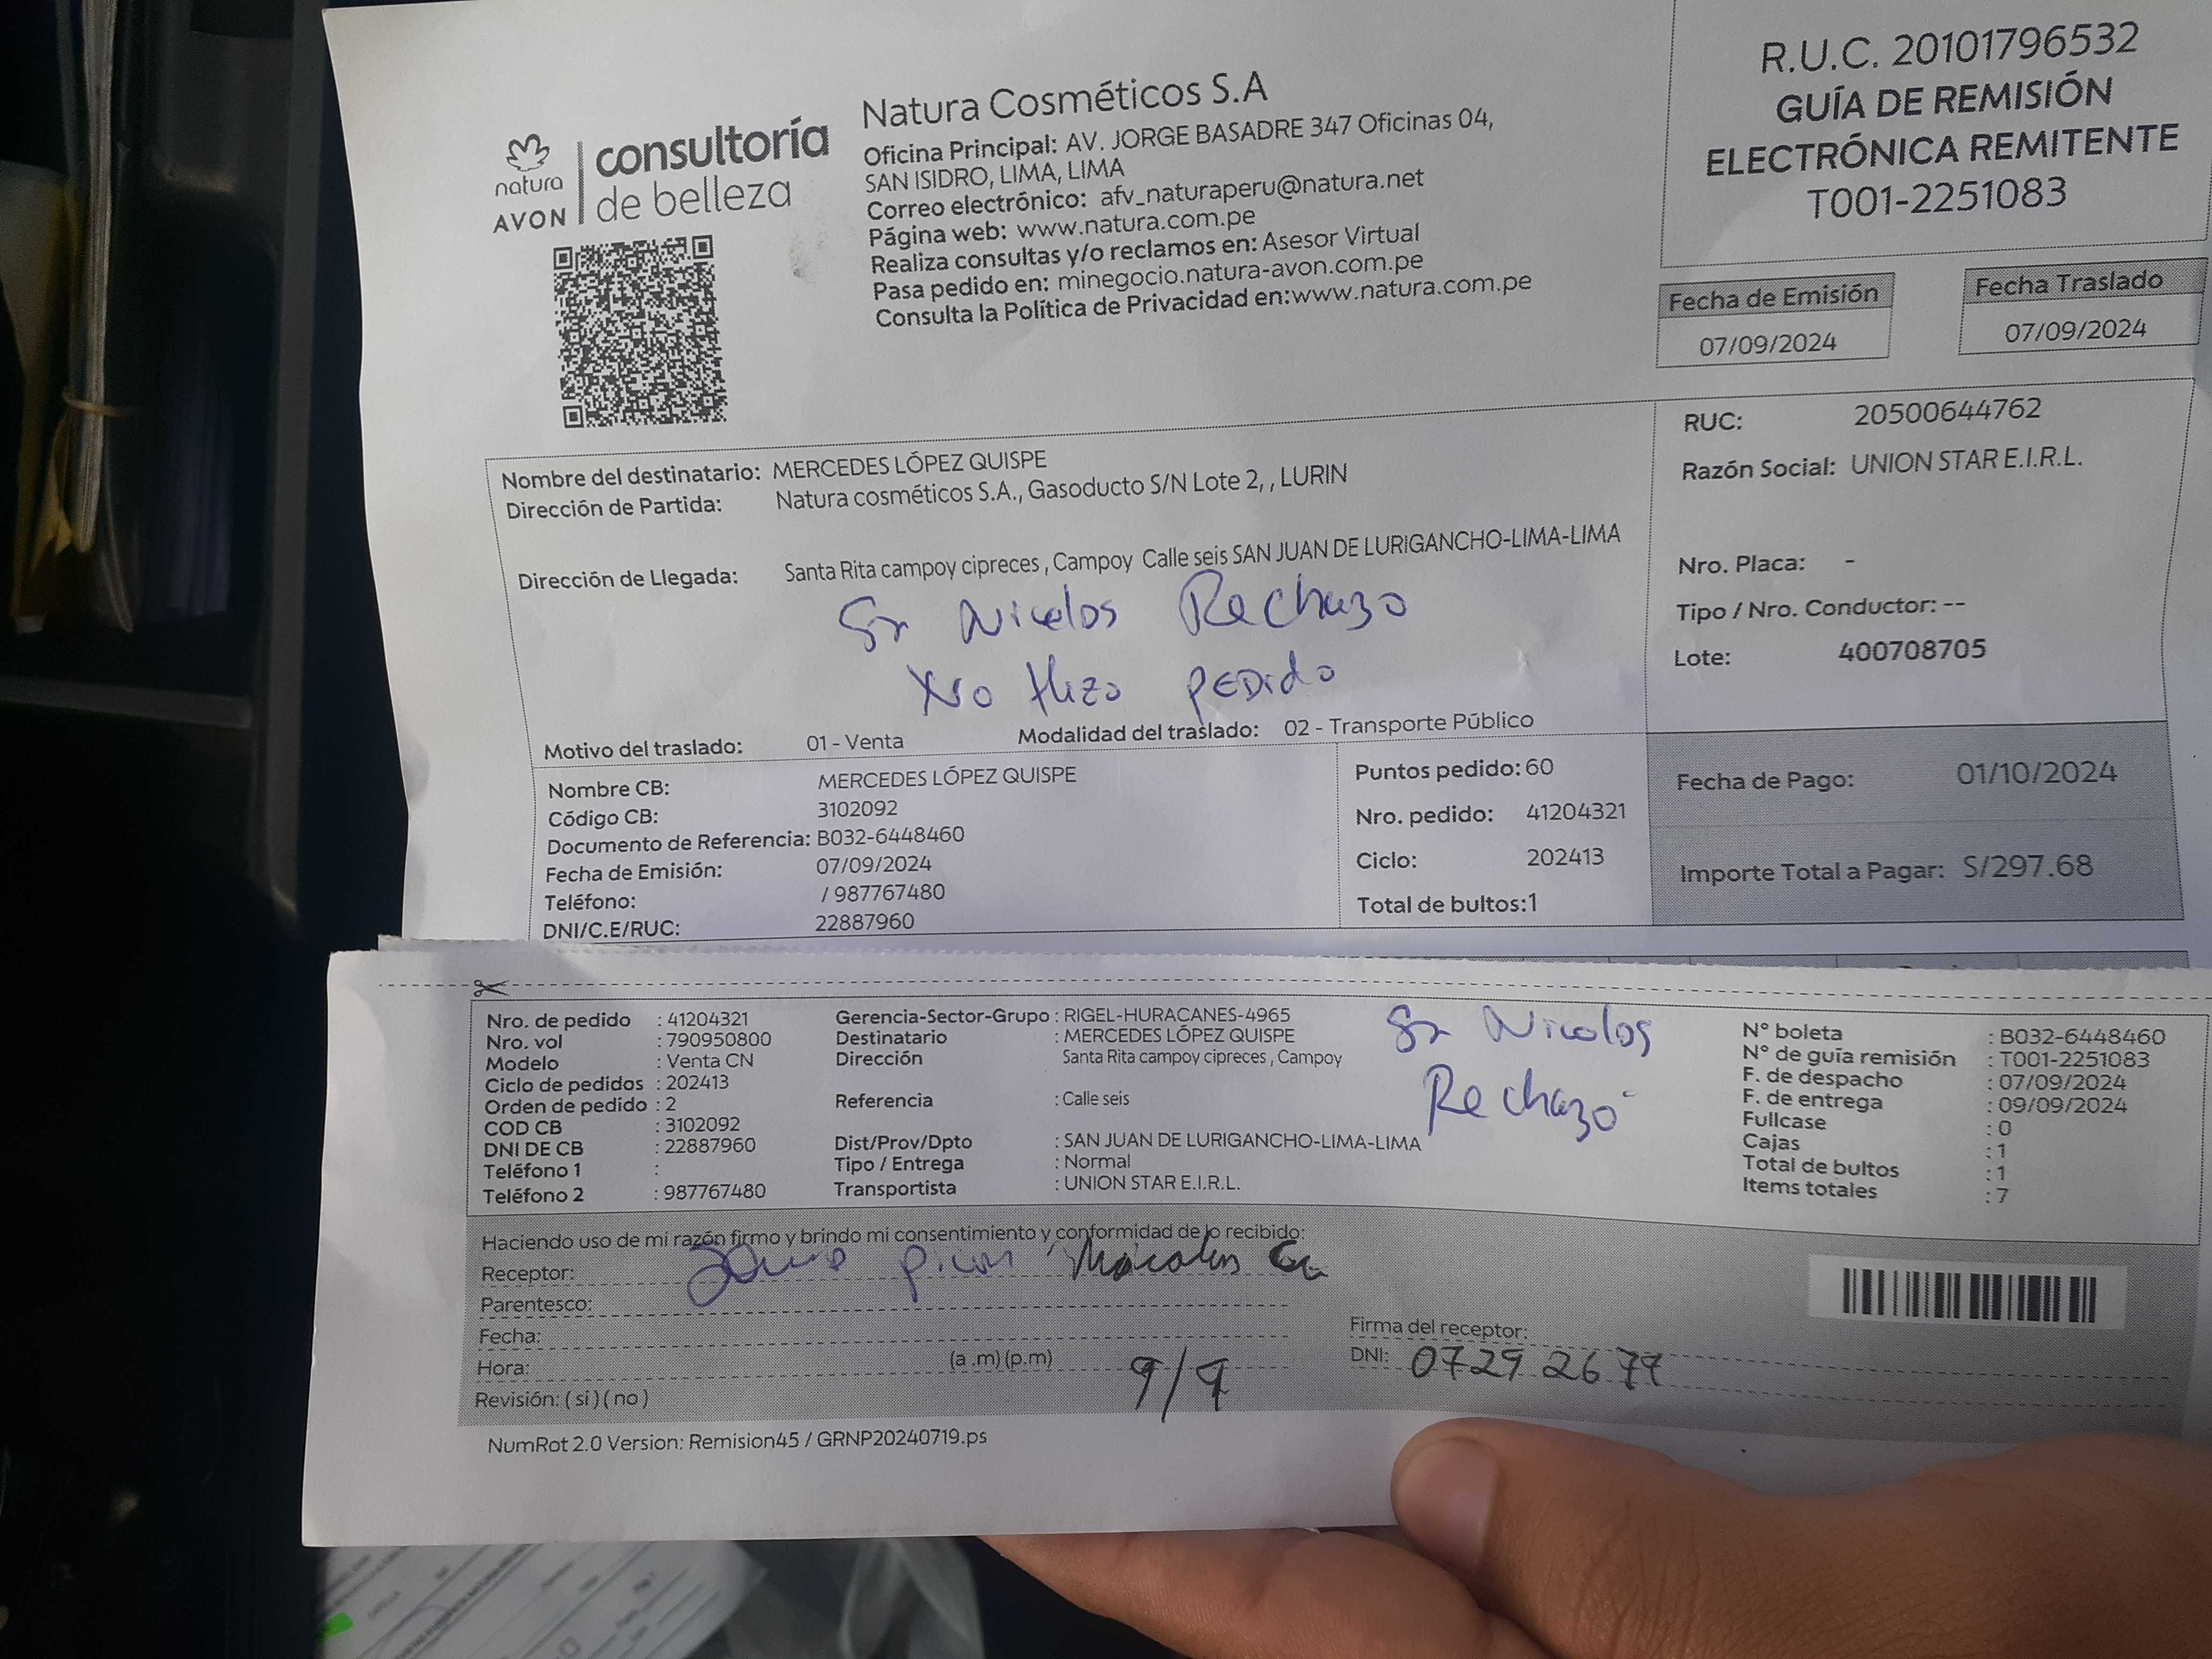 natura
AVON
consultoría
de belleza
Natura Cosméticos S.A
Oficina Principal: AV. JORGE BASADRE 347 Oficinas 04,
SAN ISIDRO, LIMA, LIMA
Correo electrónico: afv_naturaperu@natura.net
Página web: www.natura.com.pe
Realiza consultas y/o reclamos en: Asesor Virtual
Pasa pedido en: minegocio.natura-avon.com.pe
Consulta la Política de Privacidad en:www.natura.com.pe
R.U.C. 20101796532
GUÍA DE REMISIÓN
ELECTRÓNICA REMITENTE
T001-2251083
Fecha de Emisión
07/09/2024
Fecha Traslado
07/09/2024
Nombre del destinatario: MERCEDES LÓPEZ QUISPE
Dirección de Partida: Natura cosméticos S.A., Gasoducto S/N Lote 2, , LURIN
Dirección de Llegada: Santa Rita campoy cipreces , Campoy Calle seis SAN JUAN DE LURIGANCHO-LIMA-LIMA
Sr Nicolos Rechazo
No Hizo pedido
Motivo del traslado: 01 - Venta Modalidad del traslado: 02 - Transporte Público
RUC: 20500644762
Razón Social: UNION STAR E.I.R.L.
Nro. Placa: -
Tipo / Nro. Conductor: --
Lote: 400708705
Nombre CB: MERCEDES LÓPEZ QUISPE
Código CB: 3102092
Documento de Referencia: B032-6448460
Fecha de Emisión: 07/09/2024
Teléfono: / 987767480
DNI/C.E/RUC: 22887960
Puntos pedido: 60
Nro. pedido: 41204321
Ciclo: 202413
Total de bultos:1
Fecha de Pago: 01/10/2024
Importe Total a Pagar: S/297.68
Nro. de pedido : 41204321
Nro. vol : 790950800
Modelo : Venta CN
Ciclo de pedidos : 202413
Orden de pedido : 2
COD CB : 3102092
DNI DE CB : 22887960
Teléfono 1 :
Teléfono 2 : 987767480
Gerencia-Sector-Grupo : RIGEL-HURACANES-4965
Destinatario : MERCEDES LÓPEZ QUISPE
Dirección Santa Rita campoy cipreces , Campoy
Referencia : Calle seis
Dist/Prov/Dpto : SAN JUAN DE LURIGANCHO-LIMA-LIMA
Tipo / Entrega : Normal
Transportista : UNION STAR E.I.R.L.
Sr Nicolos
Rechazo
N° boleta : B032-6448460
N° de guía remisión : T001-2251083
F. de despacho : 07/09/2024
F. de entrega : 09/09/2024
Fullcase : 0
Cajas : 1
Total de bultos : 1
Items totales : 7
Haciendo uso de mi razón firmo y brindo mi consentimiento y conformidad de lo recibido:
Receptor:
Parentesco:
Fecha:
Hora: (a .m) (p.m) 9/9
Revisión: ( si ) ( no )
Firma del receptor:
DNI: 07292677
NumRot 2.0 Version: Remision45 / GRNP20240719.ps